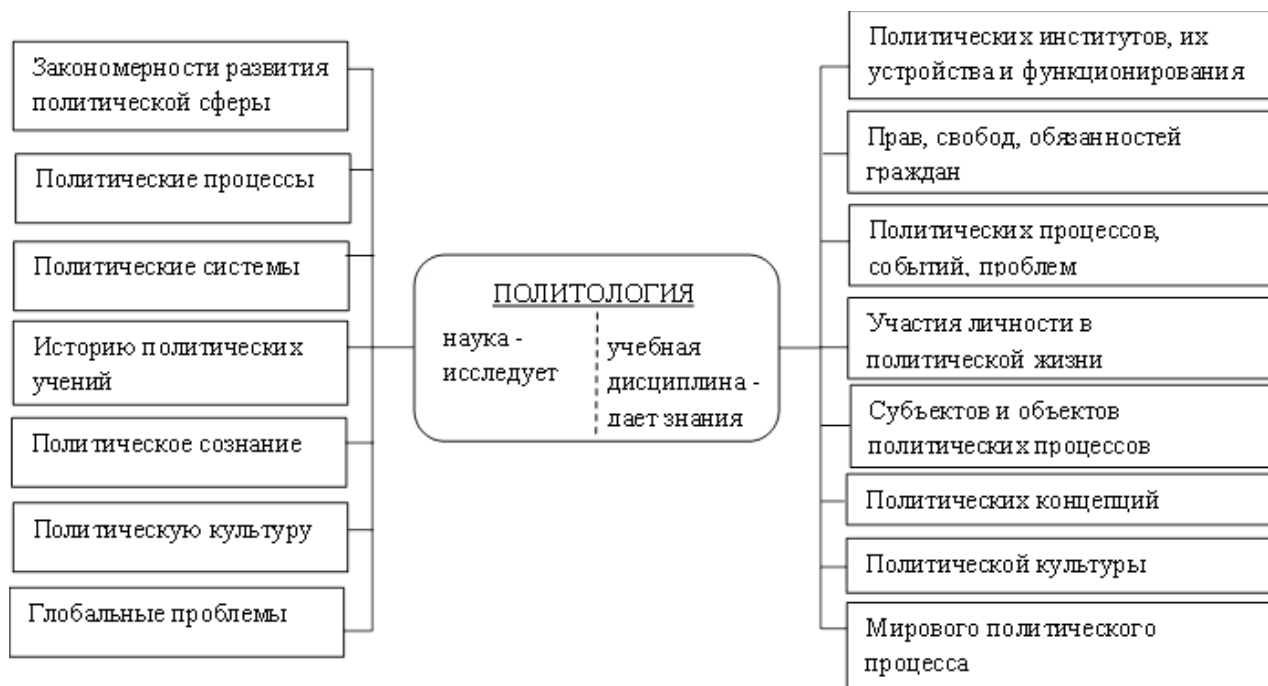 Закономерности развития
политической сферы
Политические процессы
Политические системы
Историю политических
учений
Политическое сознание
Политическую культуру
Глобальные проблемы
ПОЛИТОЛОГИЯ
наука -
исследует
учебная
дисциплина -
дает знания
Политических институтов, их
устройства и функционирования
Прав, свобод, обязанностей
граждан
Политических процессов,
событий, проблем
Участия личности в
политической жизни
Субъектов и объектов
политических процессов
Политических концепций
Политической культуры
Мирового политического
процесса